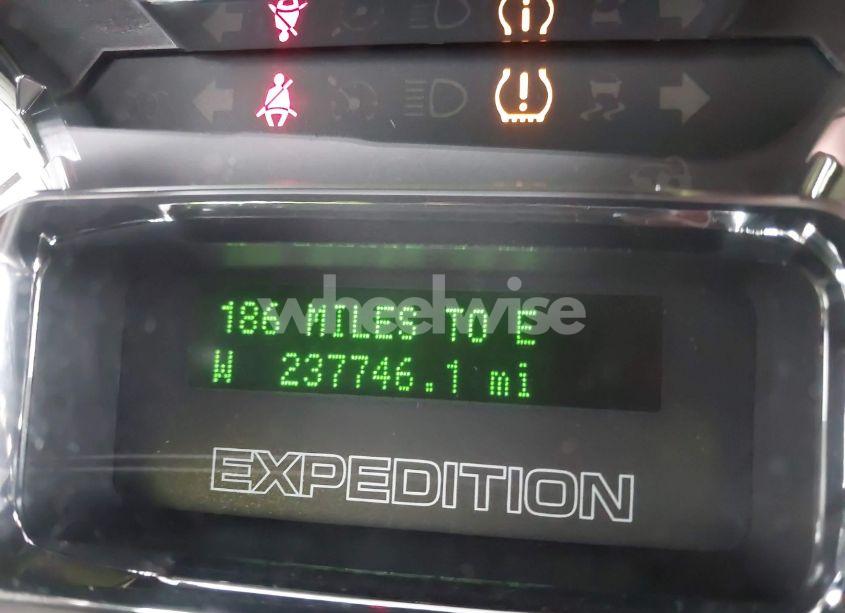 186 MILES TO E
W 237746.1 mi
EXPEDITION
wheelwise